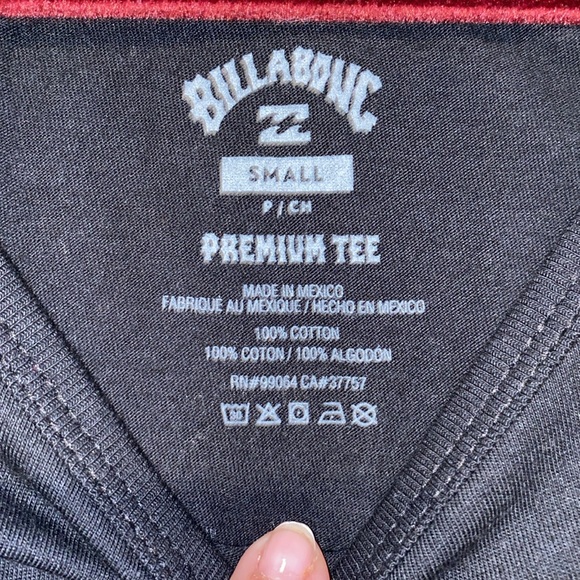 BILLABONG
SMALL
P / CH
PREMIUM TEE
MADE IN MEXICO
FABRIQUÉ AU MEXIQUE / HECHO EN MEXICO
100% COTTON
100% COTON / 100% ALGODÓN
RN#99064 CA#37757